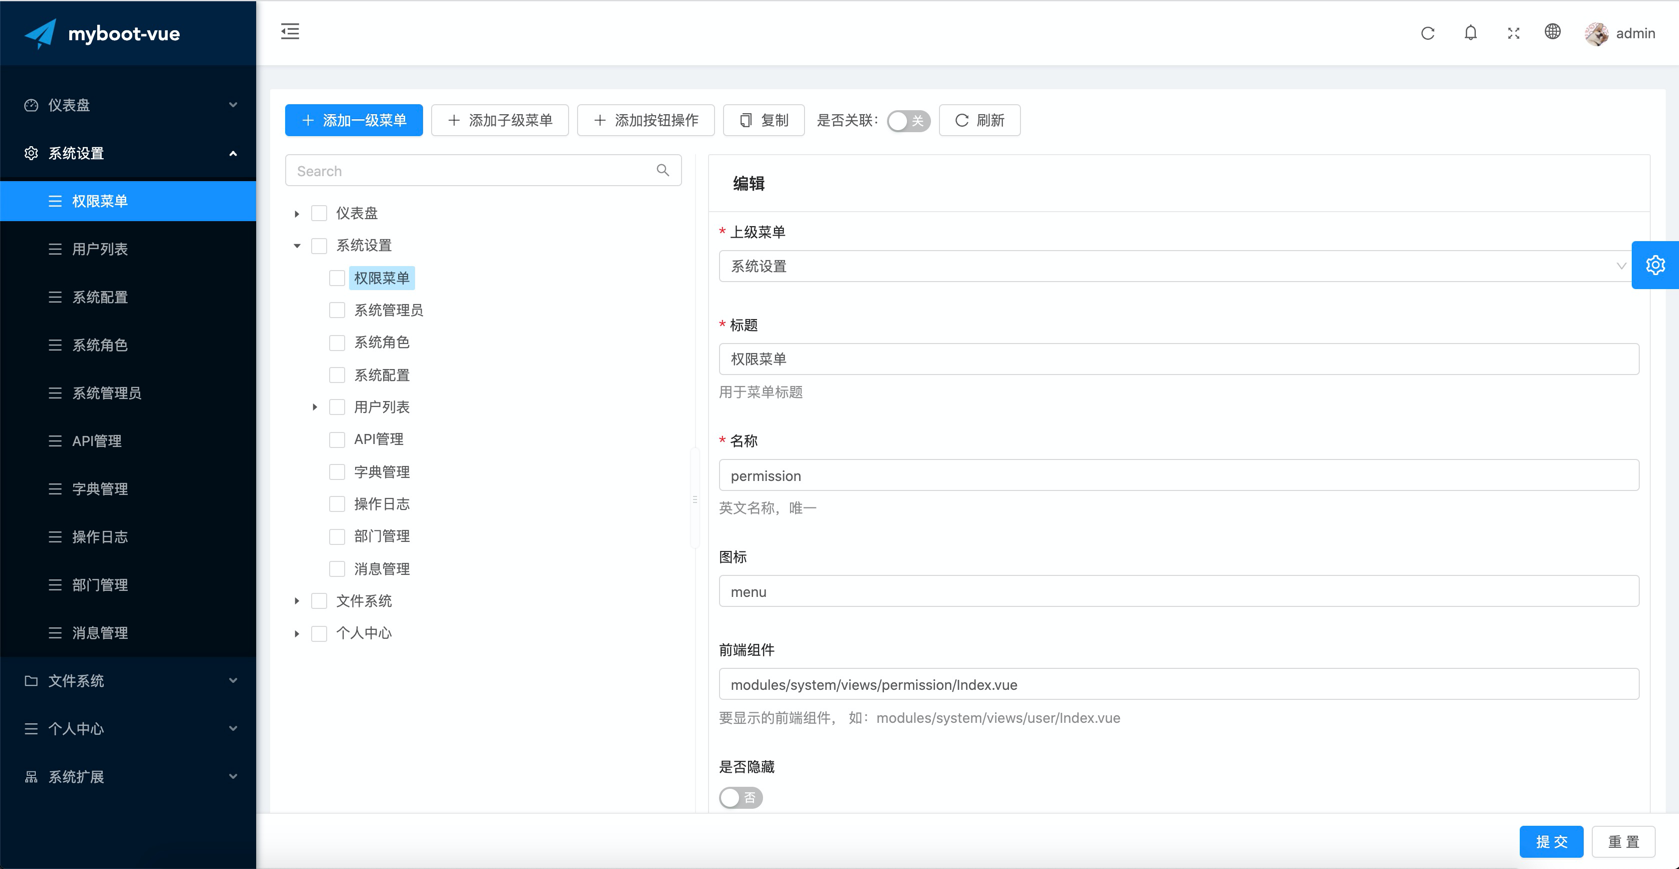 myboot-vue
admin
仪表盘
系统设置
权限菜单
用户列表
系统配置
系统角色
系统管理员
API管理
字典管理
操作日志
部门管理
消息管理
文件系统
个人中心
系统扩展
添加一级菜单 添加子级菜单 添加按钮操作 复制 是否关联： 关 刷新
Search
仪表盘
系统设置
权限菜单
系统管理员
系统角色
系统配置
用户列表
API管理
字典管理
操作日志
部门管理
消息管理
文件系统
个人中心
编辑
* 上级菜单
系统设置
* 标题
权限菜单
用于菜单标题
* 名称
permission
英文名称，唯一
图标
menu
前端组件
modules/system/views/permission/Index.vue
要显示的前端组件， 如：modules/system/views/user/Index.vue
是否隐藏
否
提 交 重 置